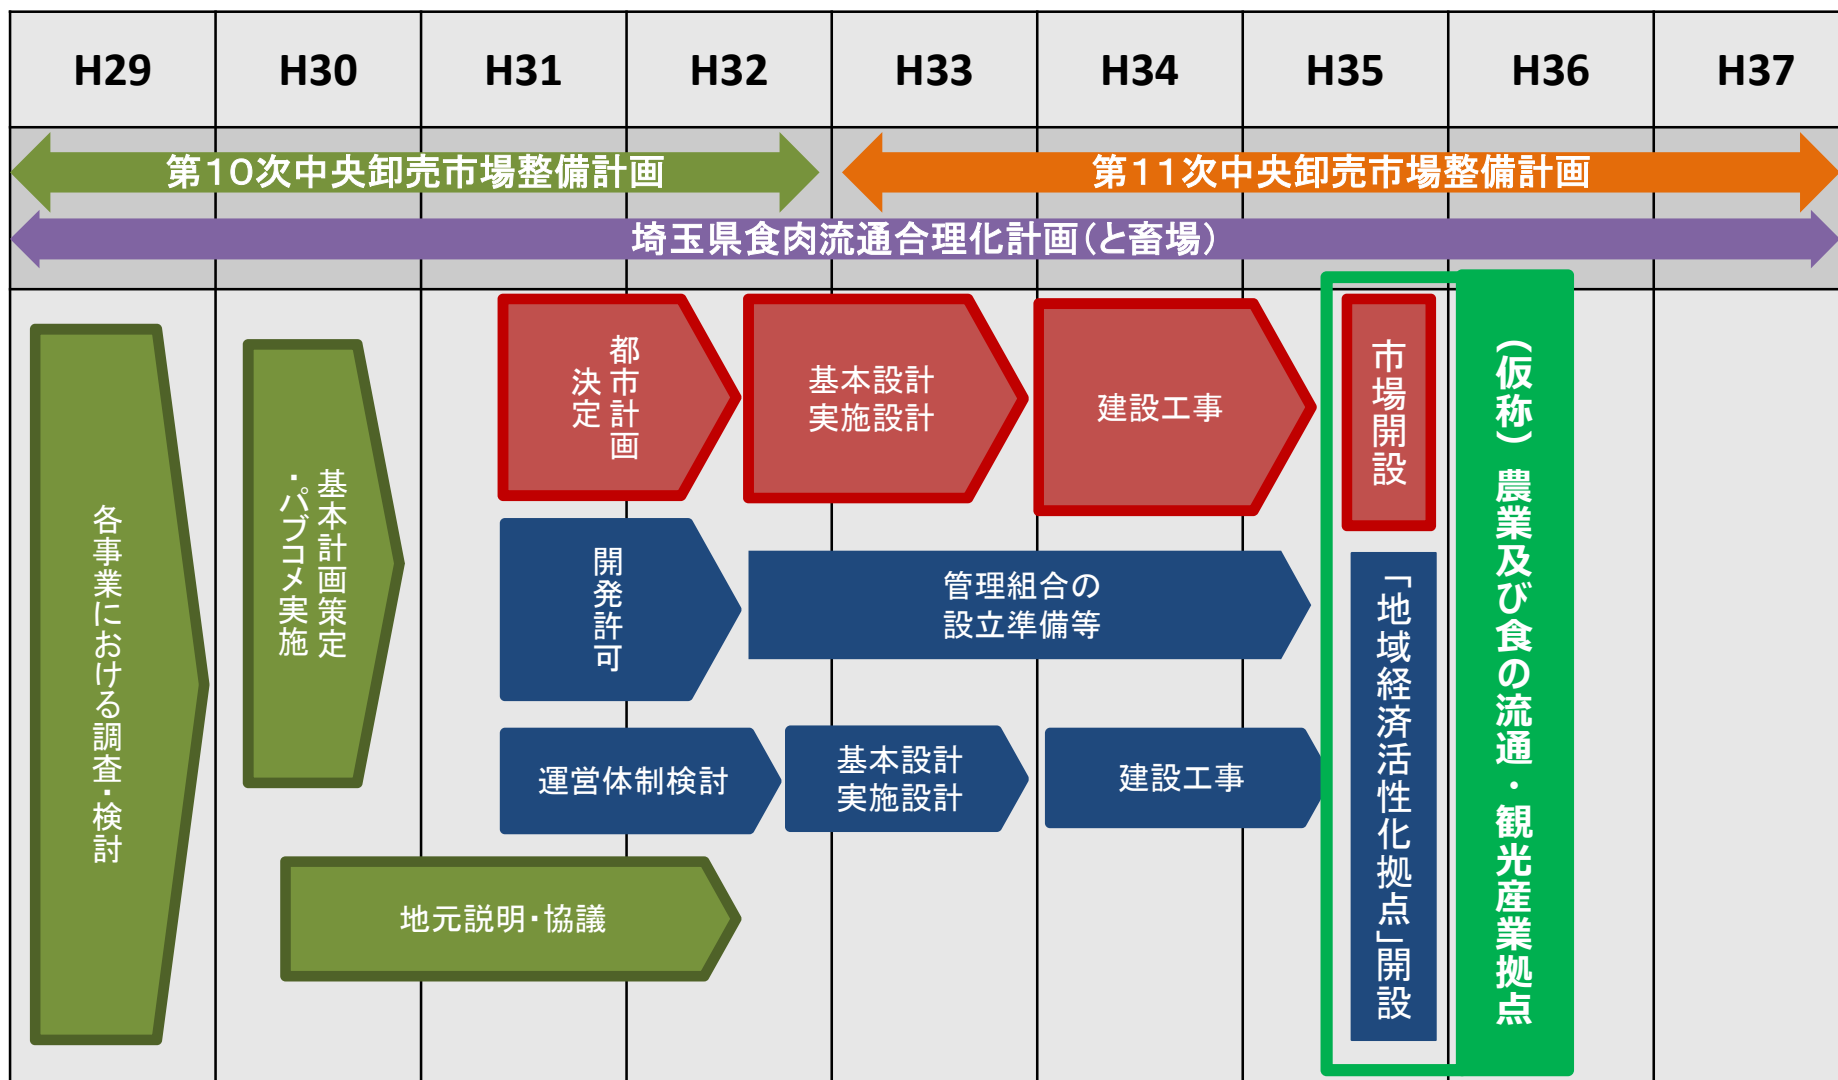 H29
H30
H31
H32
H33
H34
H35
H36
H37
第10次中央卸売市場整備計画
第11次中央卸売市場整備計画
埼玉県食肉流通合理化計画(と畜場)
各事業における調査・検討
基本計画策定
・パブコメ実施
都市計画
決定
基本設計
実施設計
建設工事
市場開設
開発許可
管理組合の
設立準備等
運営体制検討
基本設計
実施設計
建設工事
「地域経済活性化拠点」開設
地元説明・協議
(仮称)農業及び食の流通・観光産業拠点